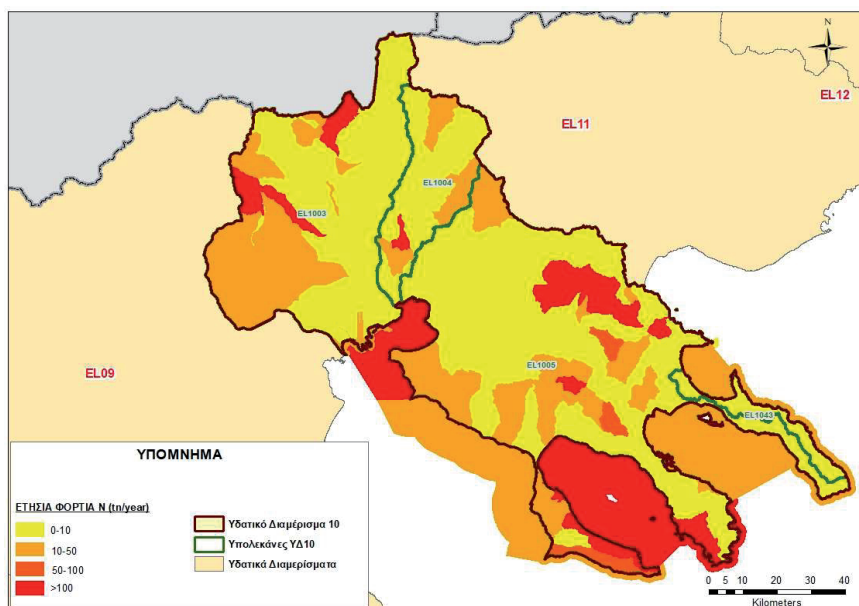 N
EL12
EL11
EL1004
EL1003
EL09
EL1005
EL1043
ΥΠΟΜΝΗΜΑ
ΕΤΗΣΙΑ ΦΟΡΤΙΑ Ν (tn/year)
0-10
10-50
50-100
>100
Υδατικό Διαμέρισμα 10
Υπολεκάνες ΥΔ10
Υδατικά Διαμερίσματα
0 5 10 20 30 40
Kilometers